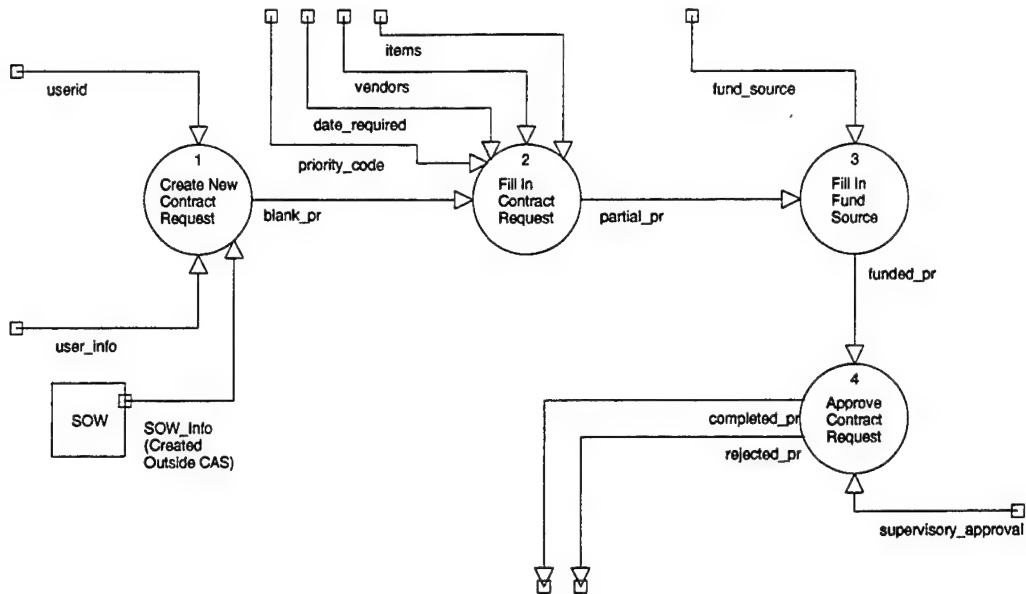 items
userid
vendors
fund_source
date_required
1
2
3
priority_code
Create New
Contract
Request
Fill In
Contract
Request
Fill In
Fund
Source
blank_pr
partial_pr
funded_pr
user_info
4
Approve
Contract
Request
SOW
SOW_Info
(Created
Outside CAS)
completed_pr
rejected_pr
supervisory_approval